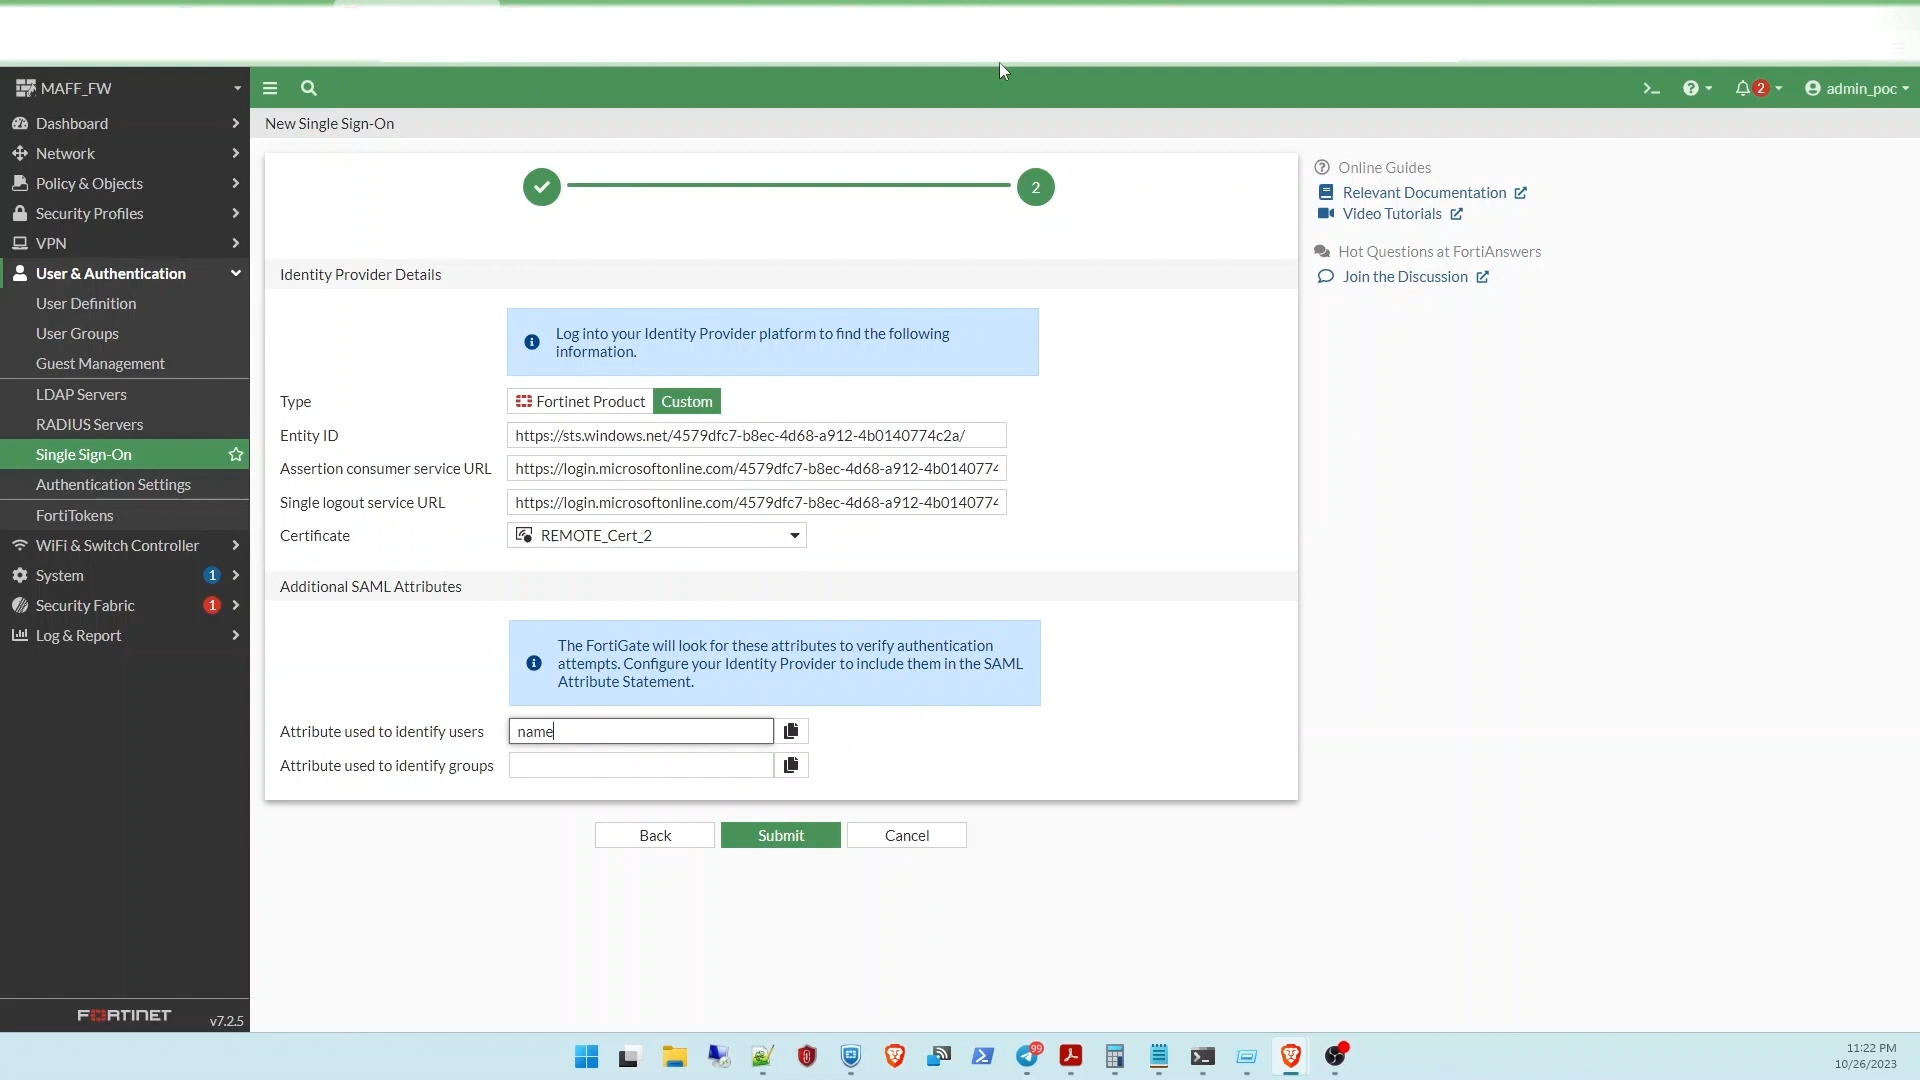 MAFF_FW
2
admin_poc
Dashboard
Network
Policy & Objects
Security Profiles
VPN
User & Authentication
User Definition
User Groups
Guest Management
LDAP Servers
RADIUS Servers
Single Sign-On
Authentication Settings
FortiTokens
WiFi & Switch Controller
System 1
Security Fabric 1
Log & Report
FORTINET v7.2.5
New Single Sign-On
2
Identity Provider Details
Log into your Identity Provider platform to find the following
information.
Type Fortinet Product Custom
Entity ID https://sts.windows.net/4579dfc7-b8ec-4d68-a912-4b0140774c2a/
Assertion consumer service URL https://login.microsoftonline.com/4579dfc7-b8ec-4d68-a912-4b014077
Single logout service URL https://login.microsoftonline.com/4579dfc7-b8ec-4d68-a912-4b014077
Certificate REMOTE_Cert_2
Additional SAML Attributes
The FortiGate will look for these attributes to verify authentication
attempts. Configure your Identity Provider to include them in the SAML
Attribute Statement.
Attribute used to identify users name
Attribute used to identify groups
Back Submit Cancel
Online Guides
Relevant Documentation
Video Tutorials
Hot Questions at FortiAnswers
Join the Discussion
99
11:22 PM
10/26/2023